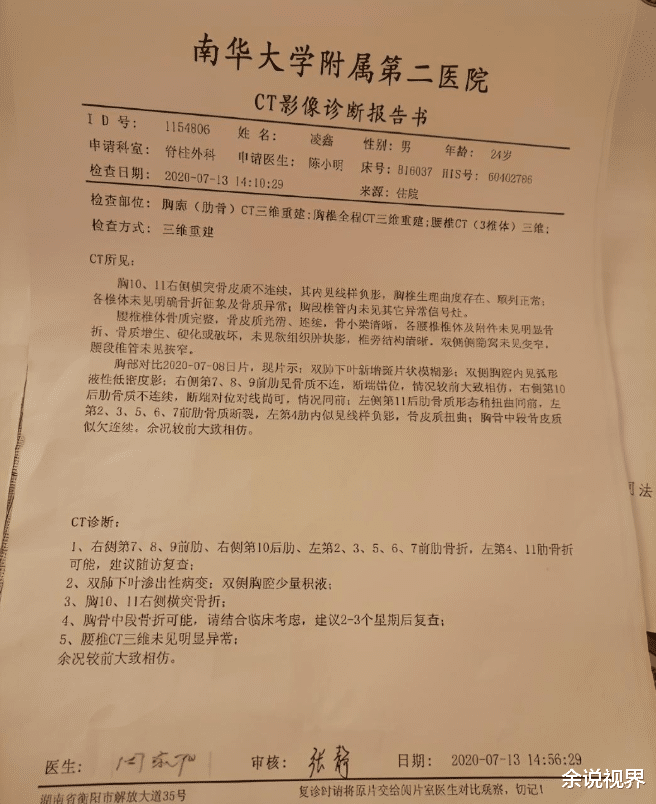 南华大学附属第二医院
CT影像诊断报告书
ID号: 1154806 姓名: 凌鑫 性别: 男 年龄: 24岁
申请科室: 脊柱外科 申请医生: 陈小明 床号: B16037 HIS号: 60402786
检查日期: 2020-07-13 14:10:29 来源: 住院
检查部位: 胸廓(肋骨)CT三维重建;胸椎全程CT三维重建;腰椎CT(3椎体)三维;
检查方式: 三维重建
CT所见:
胸10、11右侧横突骨皮质不连续,其内见线样负影。胸椎生理曲度存在、顺列正常;
各椎体未见明确骨折征象及骨质异常;胸段椎管内未见其它异常信号灶。
腰椎椎体骨质完整,骨皮质光滑、连续,骨小梁清晰,各腰椎椎体及附件未见明显骨
折、骨质增生、硬化或破坏,未见软组织肿块影,椎旁结构清晰。双侧侧隐窝未见变窄,
腰段椎管未见狭窄。
胸部对比2020-07-08日片,现片示:双肺下叶新增斑片状模糊影;双侧胸腔内见弧形
液性低密度影;右侧第7、8、9前肋见骨质不连,断端错位,情况较前大致相仿,右侧第10
后肋骨质不连续,断端对位对线尚可,情况同前;左侧第11后肋骨质形态稍扭曲同前,左
第2、3、5、6、7前肋骨质断裂,左第4肋内似见线样负影,骨皮质扭曲;胸骨中段骨皮质
似欠连续。余况较前大致相仿。
CT诊断:
1、右侧第7、8、9前肋、右侧第10后肋、左第2、3、5、6、7前肋骨折,左第4、11肋骨折
可能,建议随访复查;
2、双肺下叶渗出性病变;双侧胸腔少量积液;
3、胸10、11右侧横突骨折;
4、胸骨中段骨折可能,请结合临床考虑,建议2-3个星期后复查;
5、腰椎CT三维未见明显异常;
余况较前大致相仿。
医生: 审核: 张静 日期: 2020-07-13 14:56:29
湖南省衡阳市解放大道35号 复诊时请将原片交给阅片室医生对比观察,切记!
法
余说视界